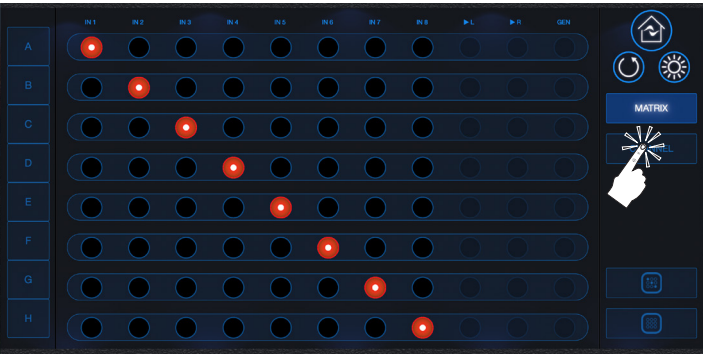 IN 1 IN 2 IN 3 IN 4 IN 5 IN 6 IN 7 IN 8 ►L ►R GEN
A
B
C
D
E
F
G
H
MATRIX